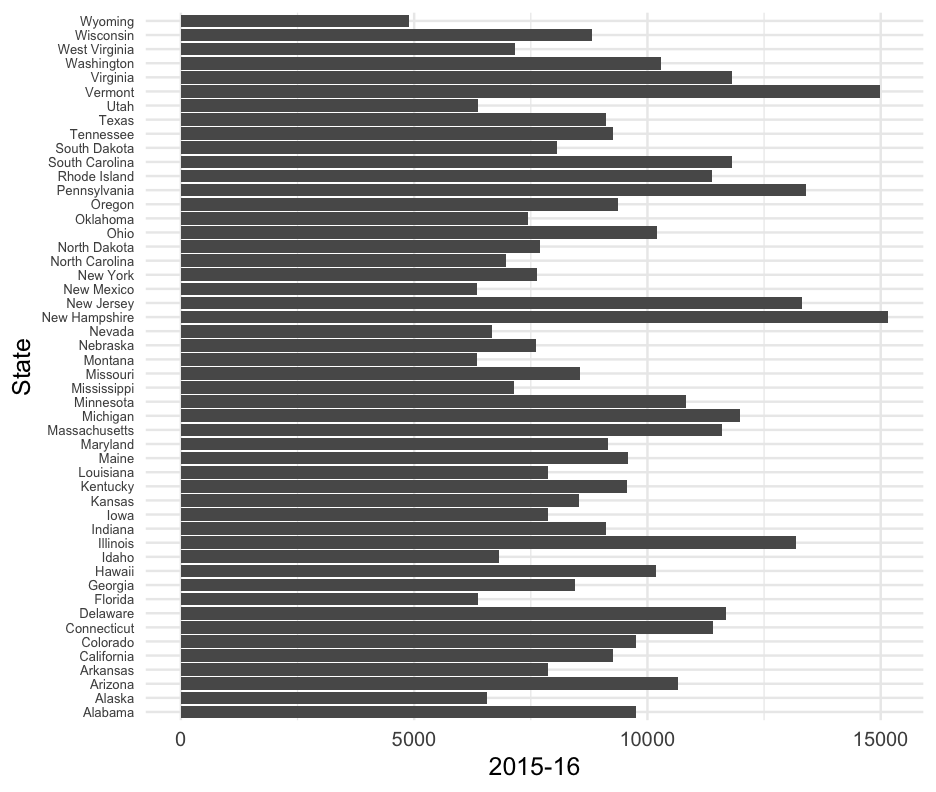 Wyoming
Wisconsin
West Virginia
Washington
Virginia
Vermont
Utah
Texas
Tennessee
South Dakota
South Carolina
Rhode Island
Pennsylvania
Oregon
Oklahoma
Ohio
North Dakota
North Carolina
New York
New Mexico
New Jersey
New Hampshire
Nevada
Nebraska
Montana
Missouri
Mississippi
Minnesota
Michigan
Massachusetts
Maryland
Maine
Louisiana
Kentucky
Kansas
Iowa
Indiana
Illinois
Idaho
Hawaii
Georgia
Florida
Delaware
Connecticut
Colorado
California
Arkansas
Arizona
Alaska
Alabama
State
0 5000 10000 15000
2015-16